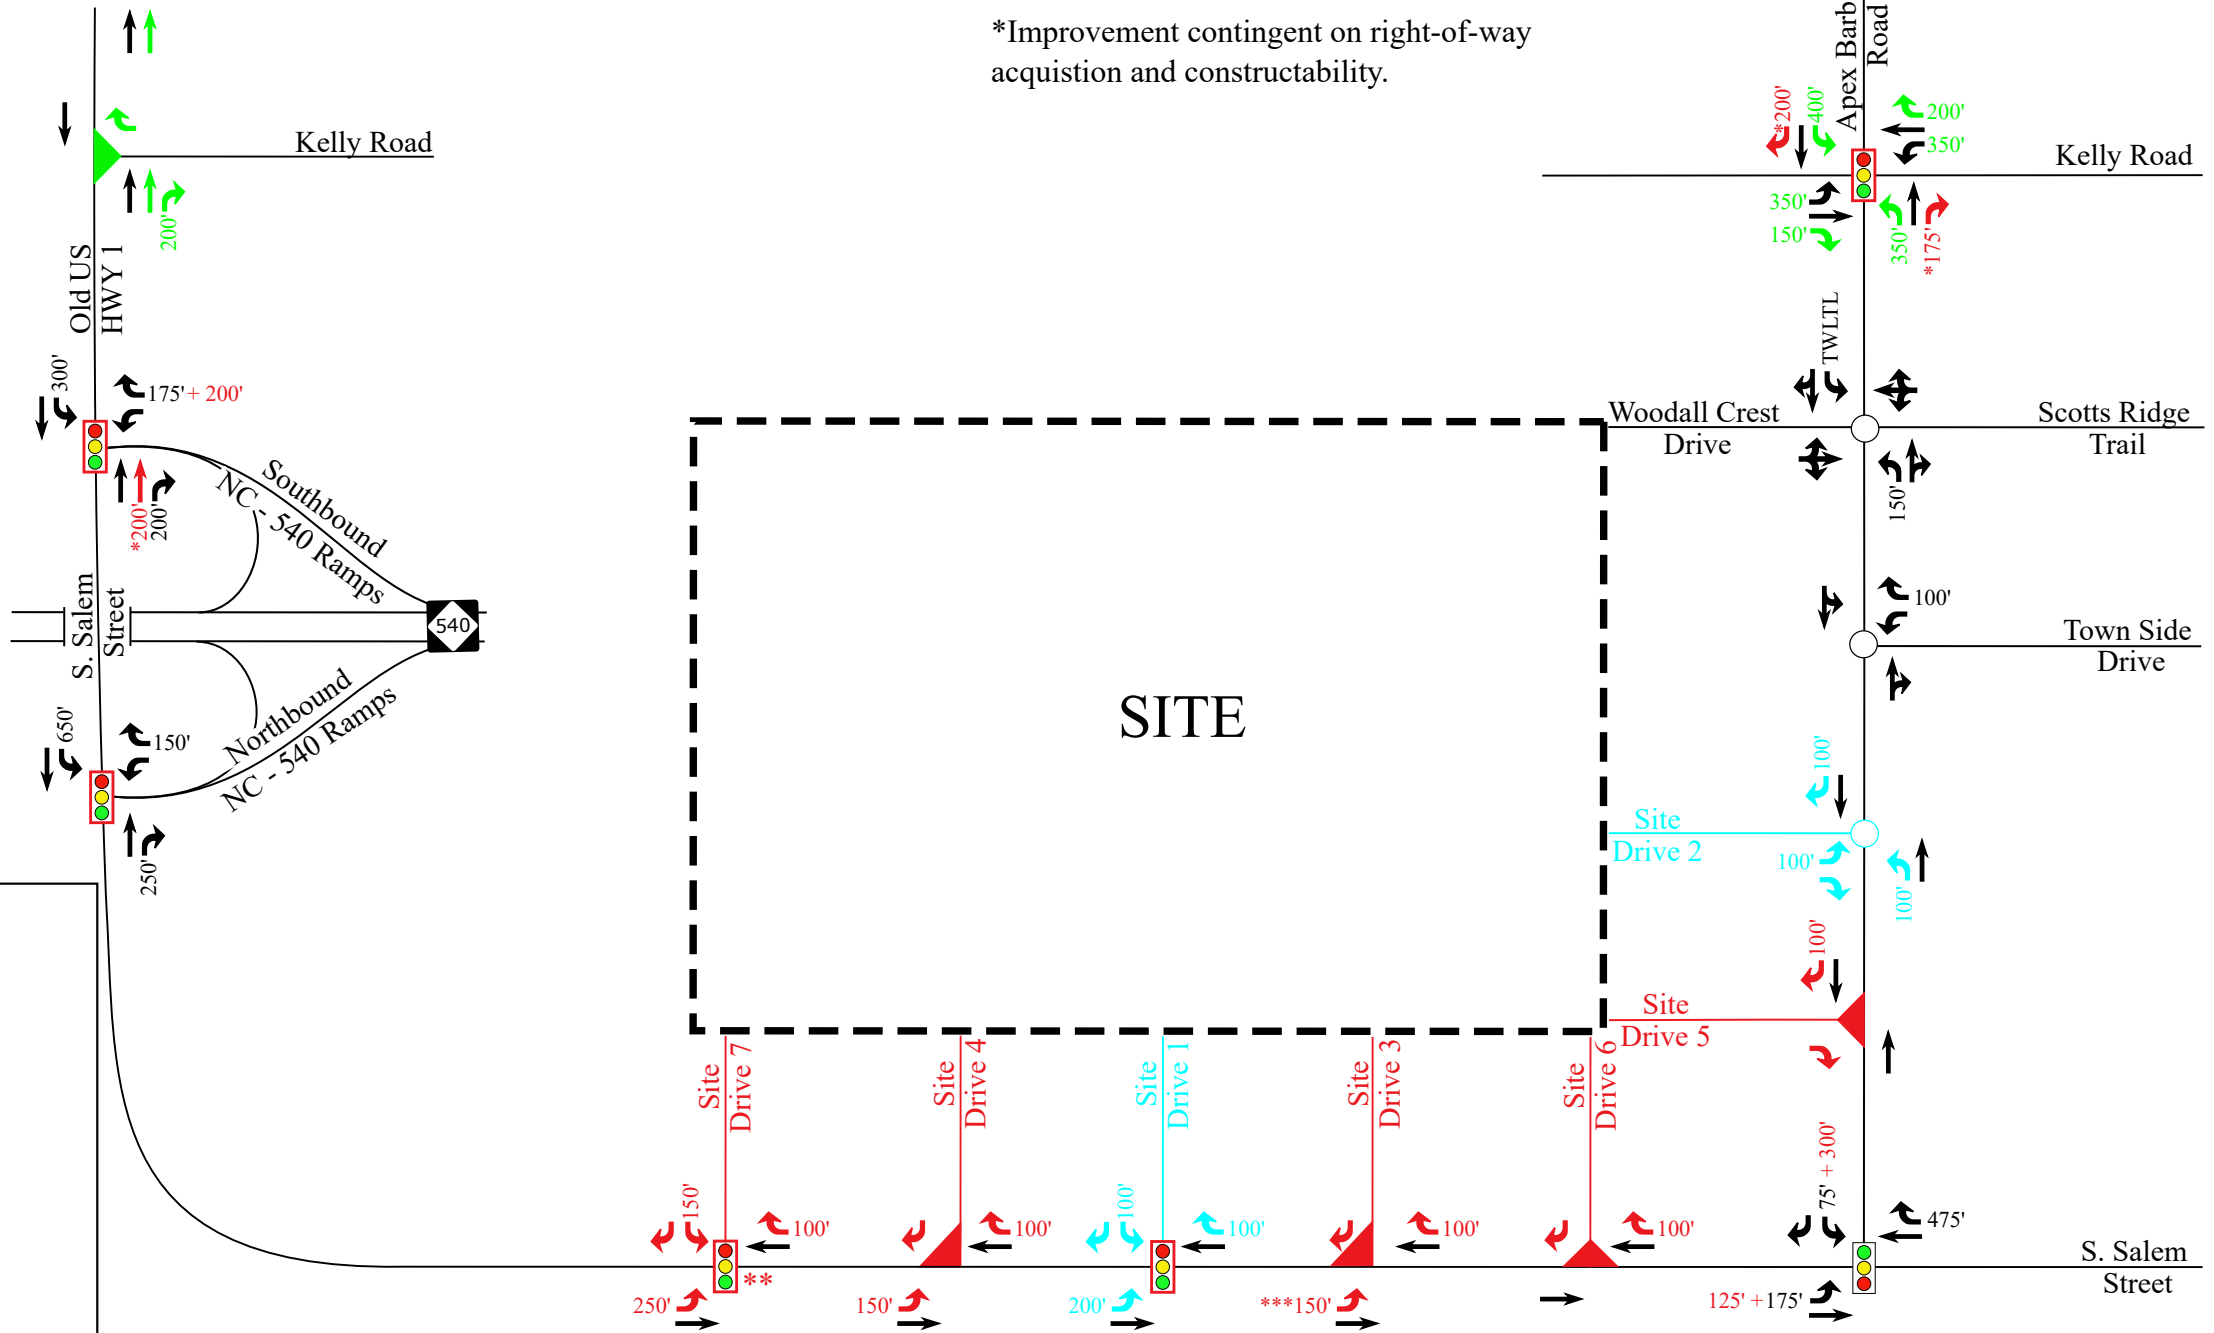 *Improvement contingent on right-of-way
acquistion and constructability.
Apex Barb
Road
Kelly Road
200'
Kelly Road
*200'
400'
200'
350'
350'
150'
350'
*175'
Old US
HWY 1
300'
175' + 200'
*200'
200'
Southbound
NC - 540 Ramps
TWLTL
Woodall Crest
Drive
Scotts Ridge
Trail
150'
S. Salem
Street
540
Northbound
NC - 540 Ramps
650'
150'
250'
SITE
100'
Town Side
Drive
100'
Site
Drive 2
100'
100'
100'
Site
Drive 5
Site
Drive 7
Site
Drive 4
Site
Drive 1
Site
Drive 3
Site
Drive 6
150'
100'
**
250'
100'
150'
100'
100'
200'
100'
***150'
100'
75' + 300'
475'
125' +175'
S. Salem
Street